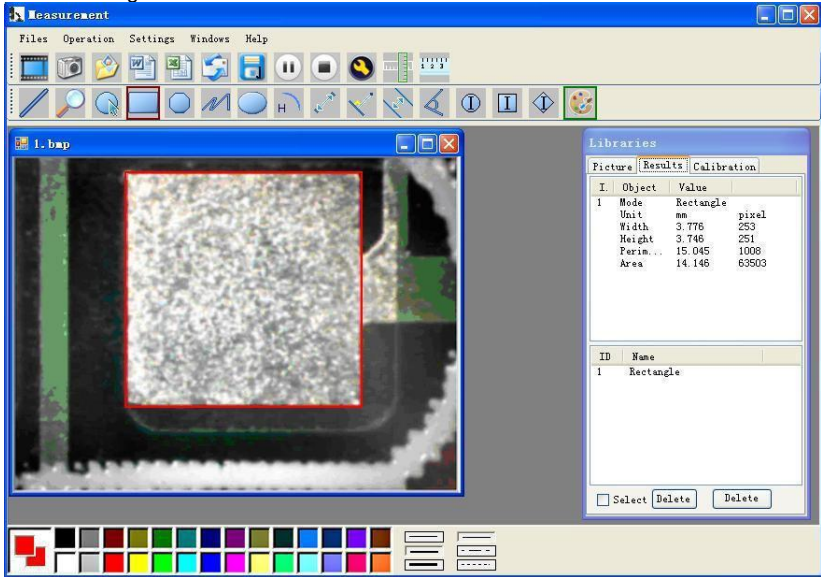 Measurement
Files Operation Settings Windows Help
H
I I I
1.bmp
Libraries
Picture Results Calibration
I. Object Value
1 Mode Rectangle
Unit mm pixel
Width 3.776 253
Height 3.746 251
Perim... 15.045 1008
Area 14.146 63503
ID Name
1 Rectangle
Select Delete Delete